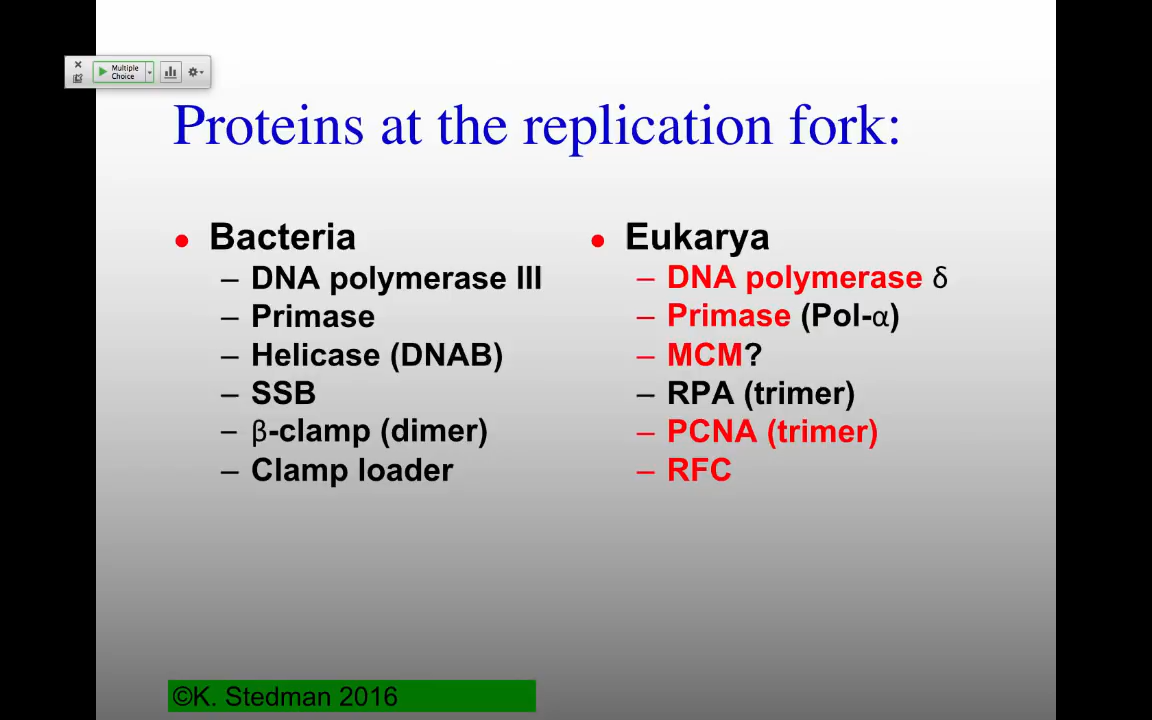 Multiple
Choice
Proteins at the replication fork:
● Bacteria
– DNA polymerase III
– Primase
– Helicase (DNAB)
– SSB
– β-clamp (dimer)
– Clamp loader
● Eukarya
– DNA polymerase δ
– Primase (Pol-α)
– MCM?
– RPA (trimer)
– PCNA (trimer)
– RFC
©K. Stedman 2016